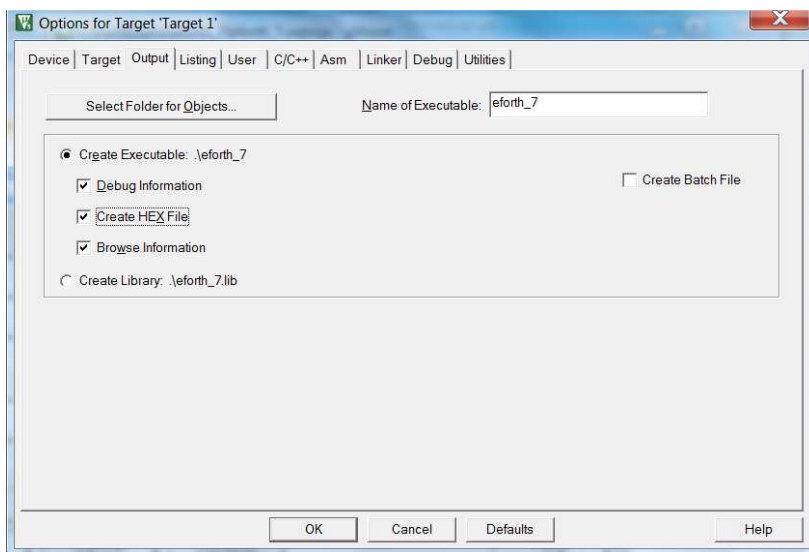 Options for Target 'Target 1'
Device Target Output Listing User C/C++ Asm Linker Debug Utilities
Select Folder for Objects... Name of Executable: eforth_7
Create Executable: .\eforth_7
Debug Information Create Batch File
Create HEX File
Browse Information
Create Library: .\eforth_7.lib
OK Cancel Defaults Help